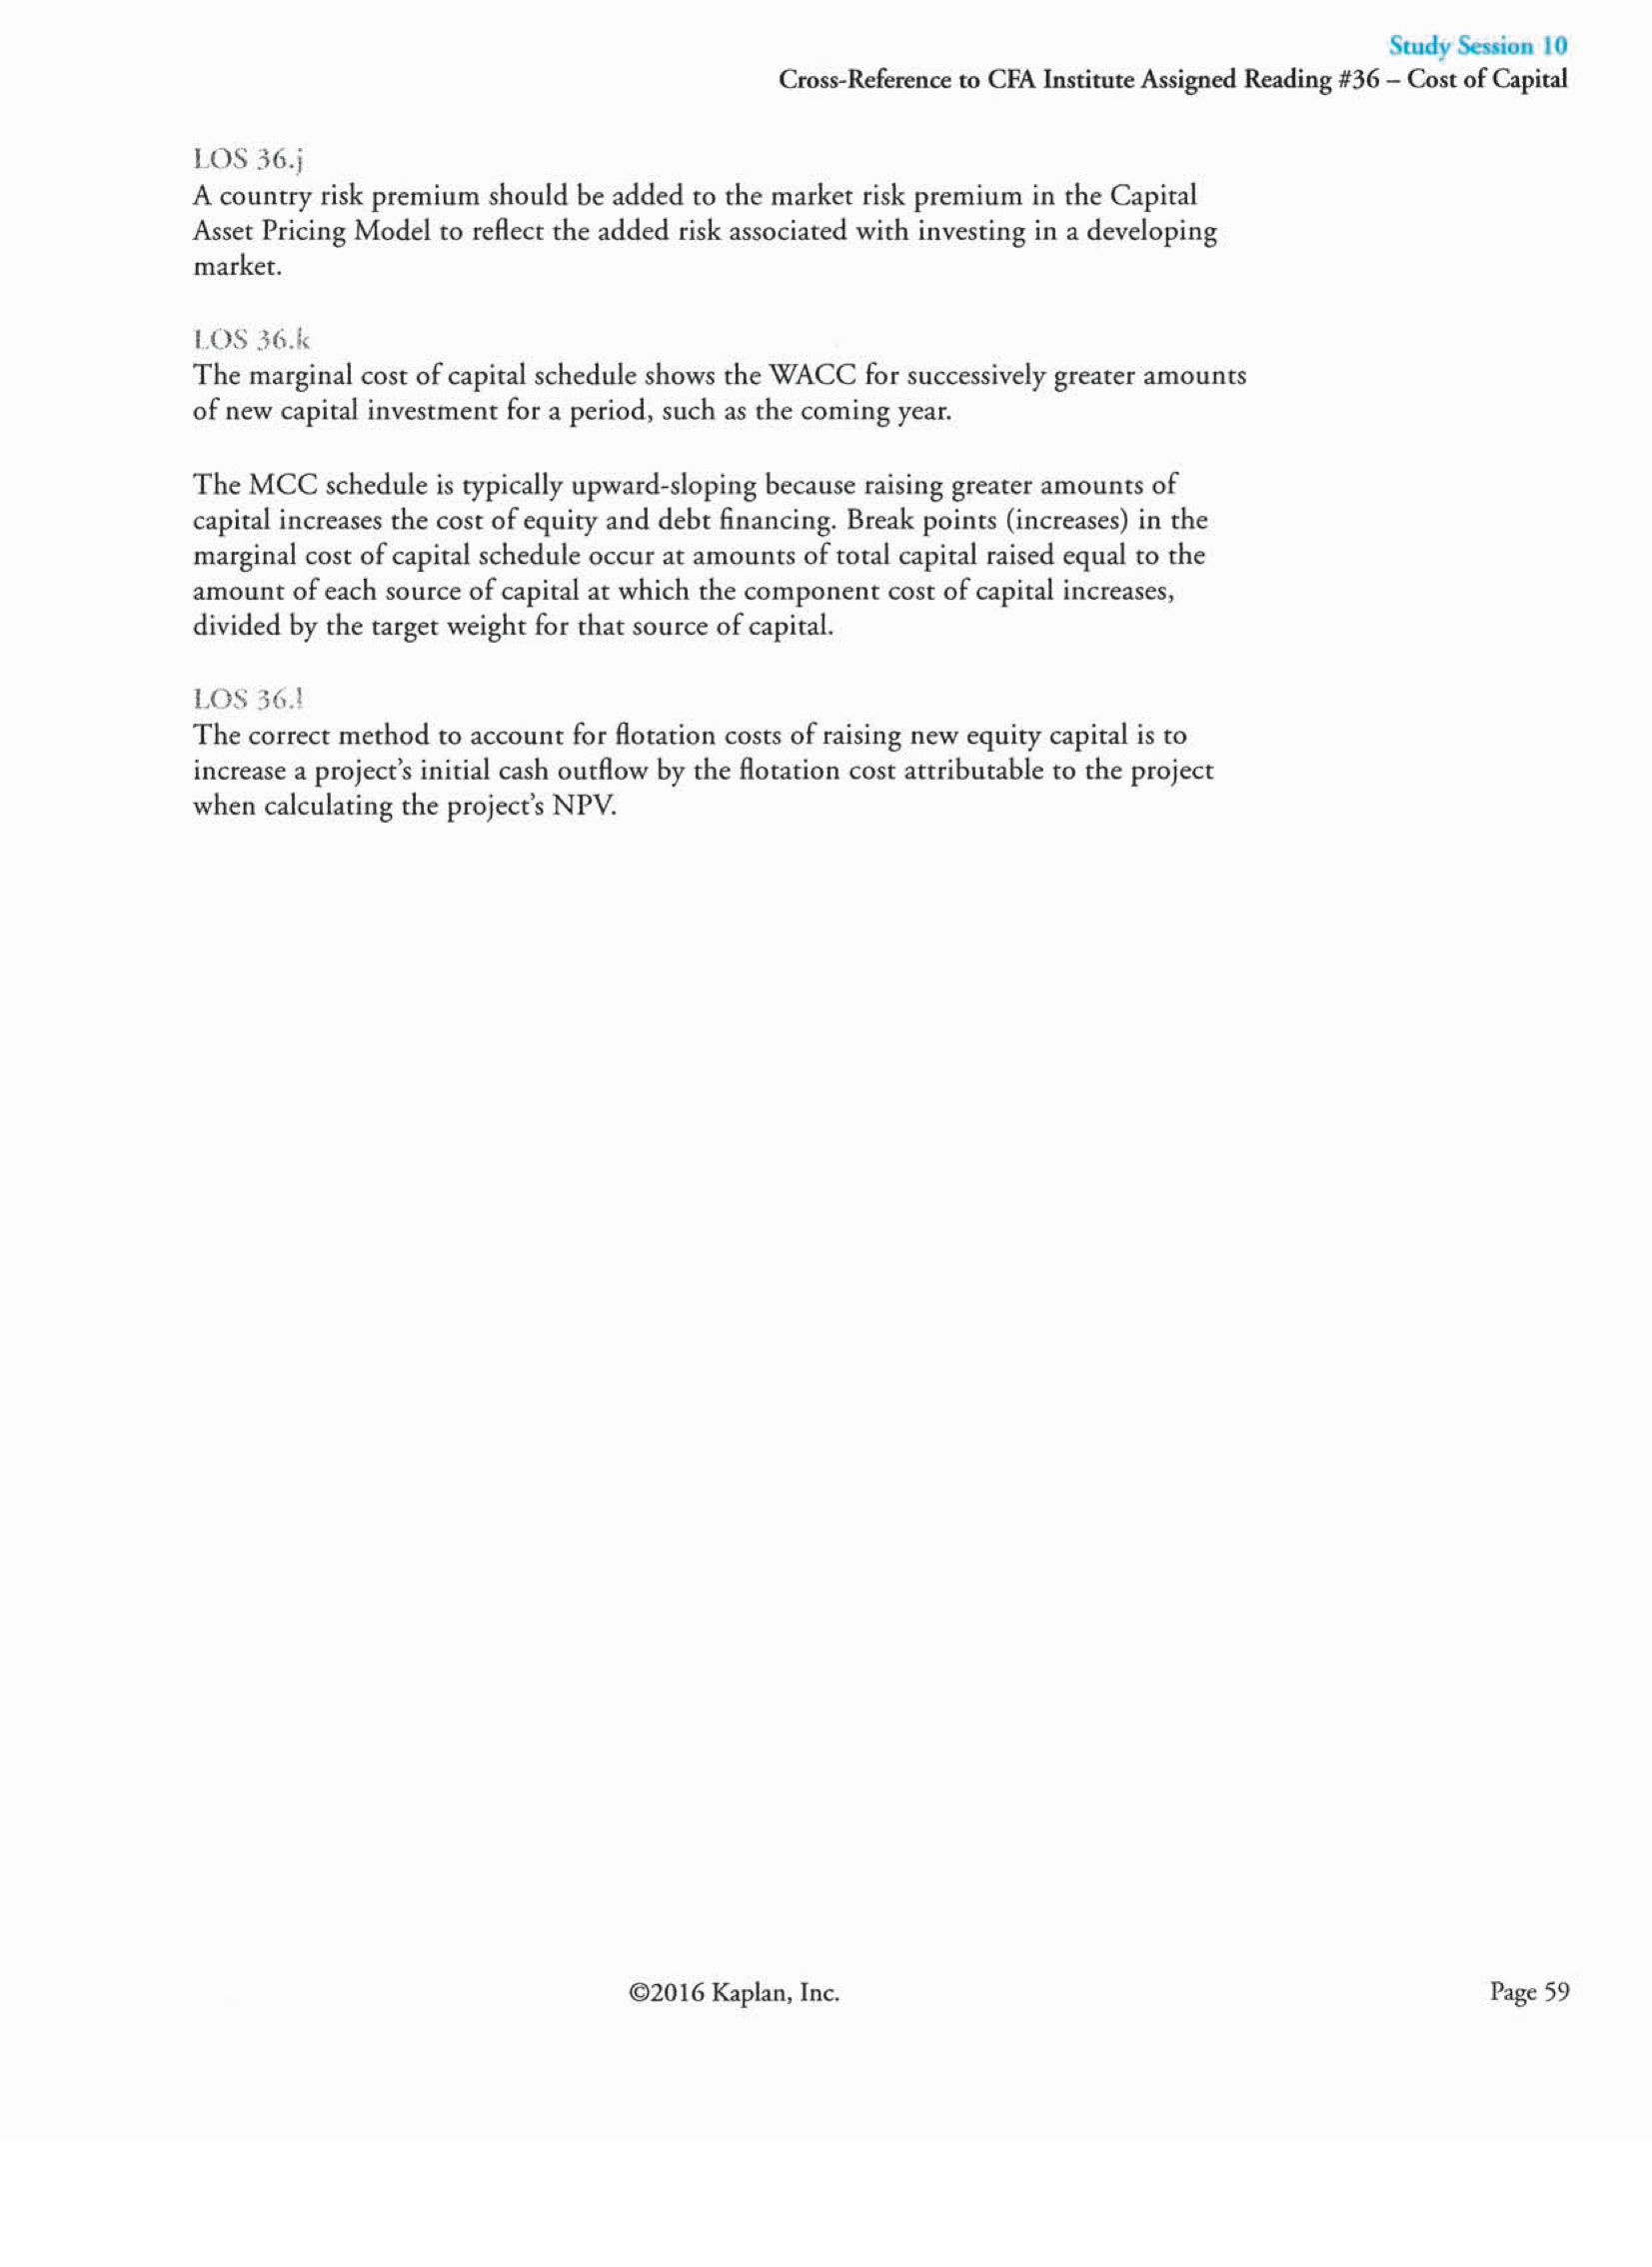 Study Session 10
Cross-Reference to CFA Institute Assigned Reading #36 – Cost of Capital
LOS 36.j
A country risk premium should be added to the market risk premium in the Capital
Asset Pricing Model to reflect the added risk associated with investing in a developing
market.
LOS 36.k
The marginal cost of capital schedule shows the WACC for successively greater amounts
of new capital investment for a period, such as the coming year.
The MCC schedule is typically upward-sloping because raising greater amounts of
capital increases the cost of equity and debt financing. Break points (increases) in the
marginal cost of capital schedule occur at amounts of total capital raised equal to the
amount of each source of capital at which the component cost of capital increases,
divided by the target weight for that source of capital.
LOS 36.l
The correct method to account for flotation costs of raising new equity capital is to
increase a project's initial cash outflow by the flotation cost attributable to the project
when calculating the project's NPV.
©2016 Kaplan, Inc.
Page 59